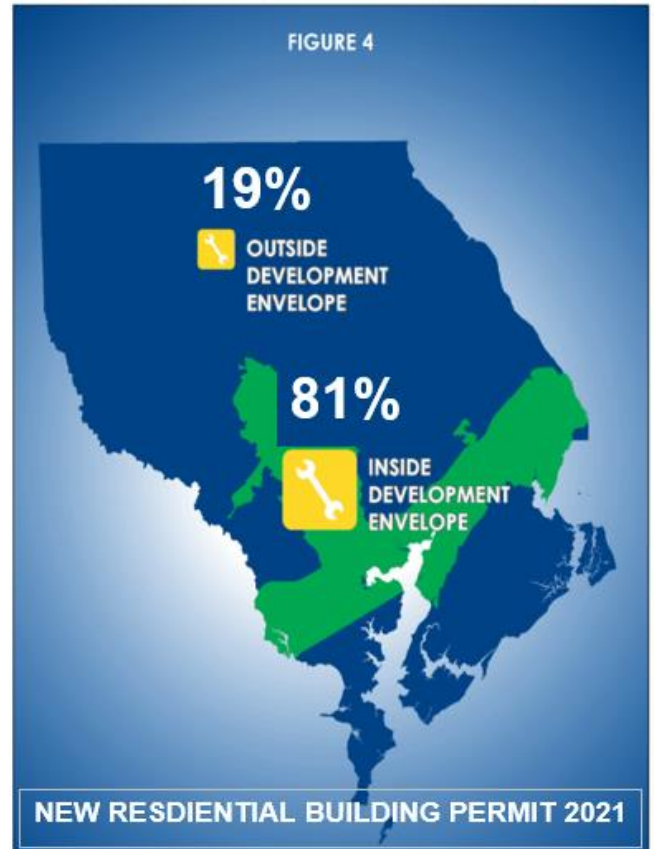 FIGURE 4
19%
OUTSIDE
DEVELOPMENT
ENVELOPE
81%
INSIDE
DEVELOPMENT
ENVELOPE
NEW RESDIENTIAL BUILDING PERMIT 2021